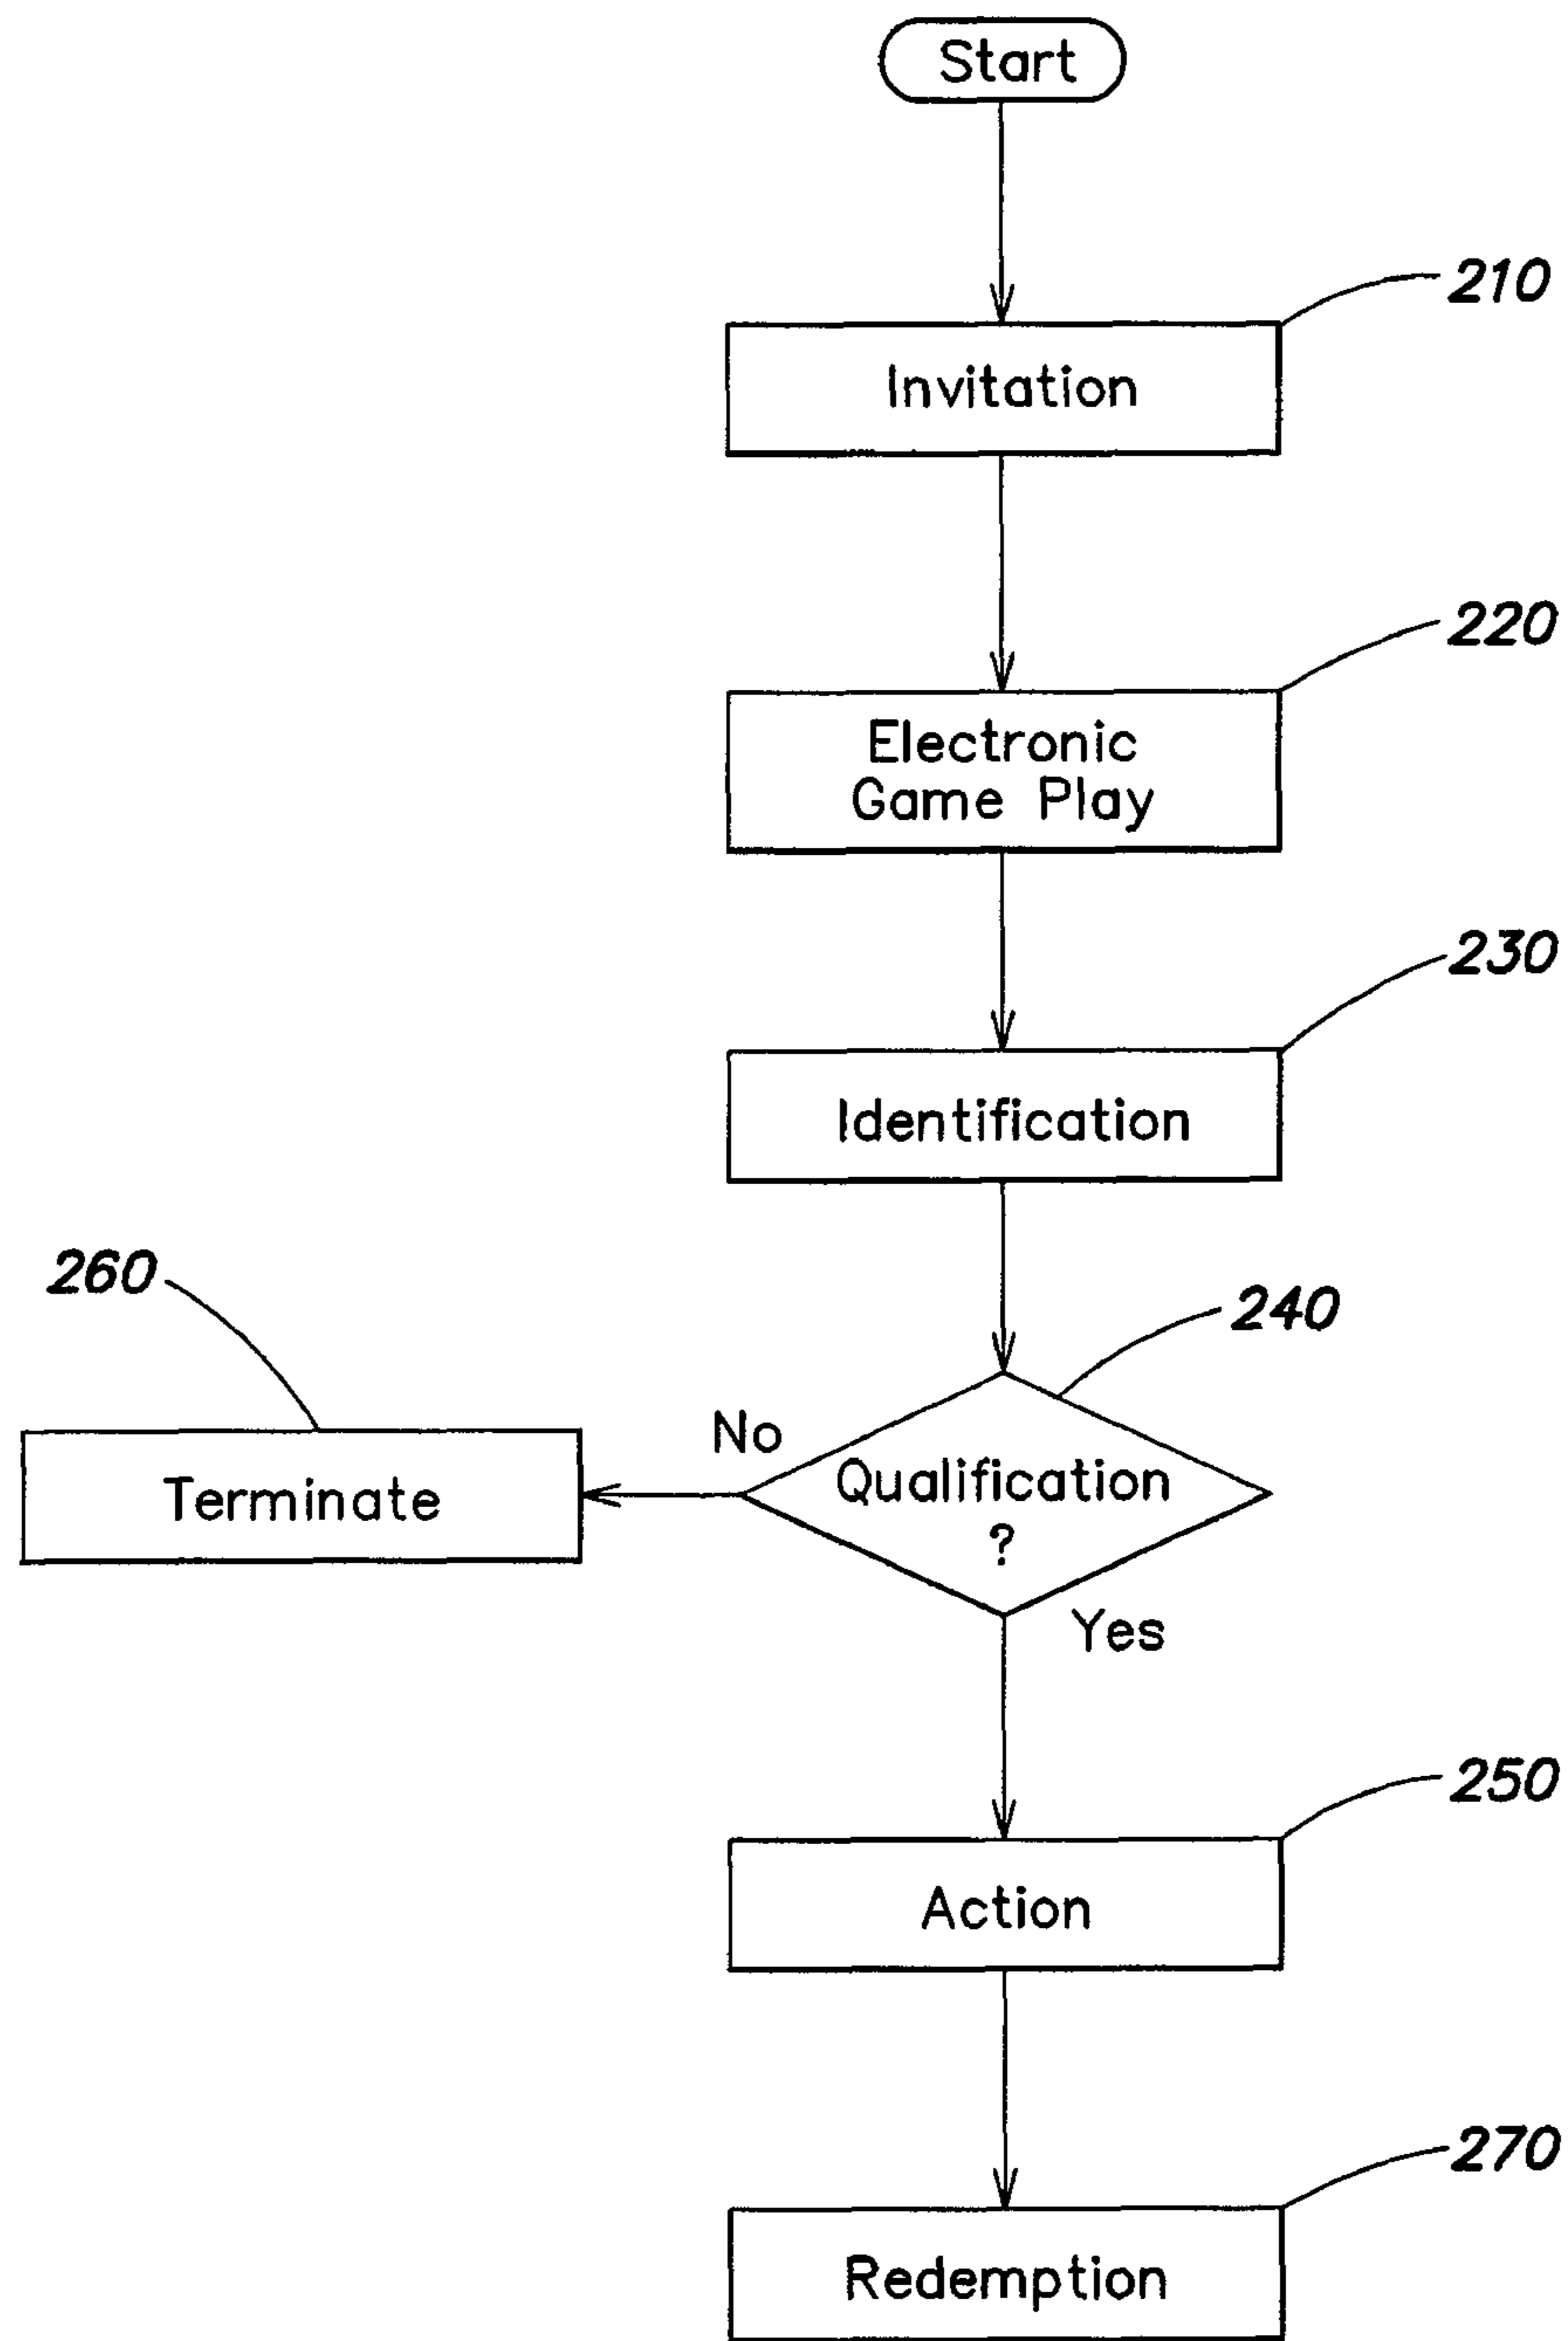 Start
210
Invitation
220
Electronic
Game Play
230
Identification
260
240
No
Qualification
?
Terminate
Yes
250
Action
270
Redemption